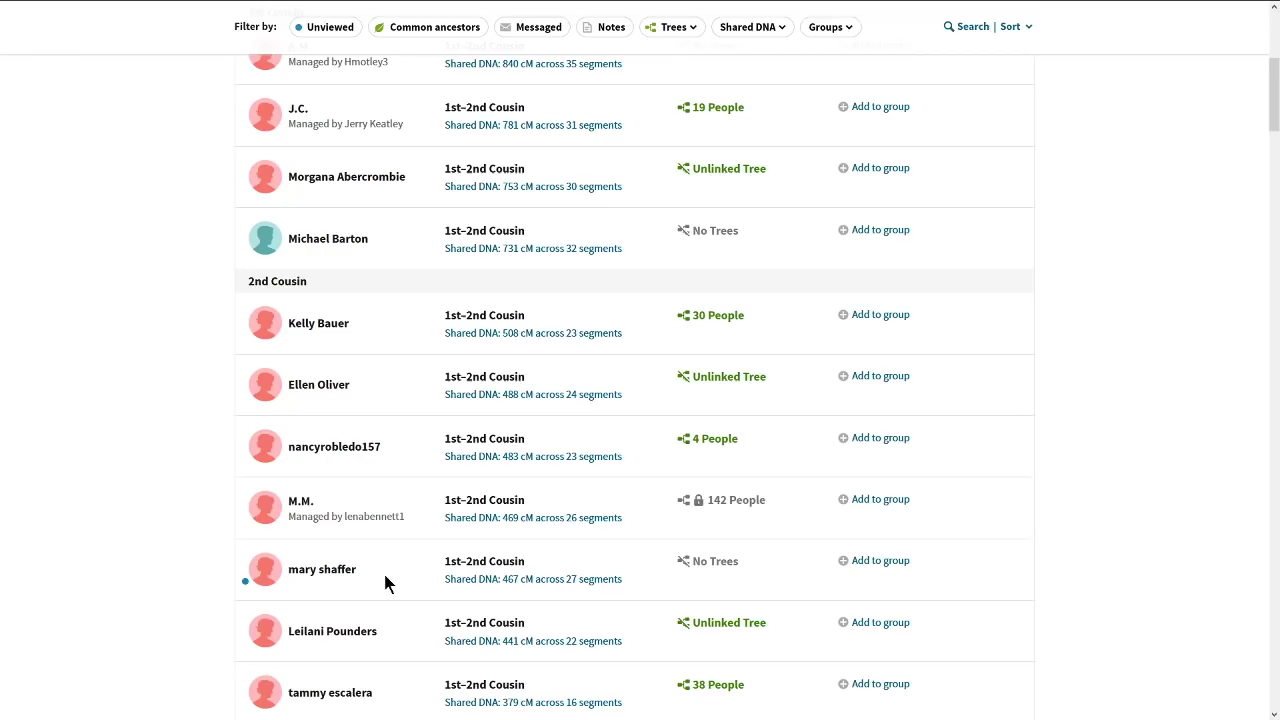 Filter by: Unviewed Common ancestors Messaged Notes Trees Shared DNA Groups Search | Sort
Managed by Hmotley3
Shared DNA: 840 cM across 35 segments
J.C. 1st–2nd Cousin 19 People Add to group
Managed by Jerry Keatley Shared DNA: 781 cM across 31 segments
Morgana Abercrombie 1st–2nd Cousin Unlinked Tree Add to group
Shared DNA: 753 cM across 30 segments
Michael Barton 1st–2nd Cousin No Trees Add to group
Shared DNA: 731 cM across 32 segments
2nd Cousin
Kelly Bauer 1st–2nd Cousin 30 People Add to group
Shared DNA: 508 cM across 23 segments
Ellen Oliver 1st–2nd Cousin Unlinked Tree Add to group
Shared DNA: 488 cM across 24 segments
nancyrobledo157 1st–2nd Cousin 4 People Add to group
Shared DNA: 483 cM across 23 segments
M.M. 1st–2nd Cousin 142 People Add to group
Managed by lenabennett1 Shared DNA: 469 cM across 26 segments
mary shaffer 1st–2nd Cousin No Trees Add to group
Shared DNA: 467 cM across 27 segments
Leilani Pounders 1st–2nd Cousin Unlinked Tree Add to group
Shared DNA: 441 cM across 22 segments
tammy escalera 1st–2nd Cousin 38 People Add to group
Shared DNA: 379 cM across 16 segments